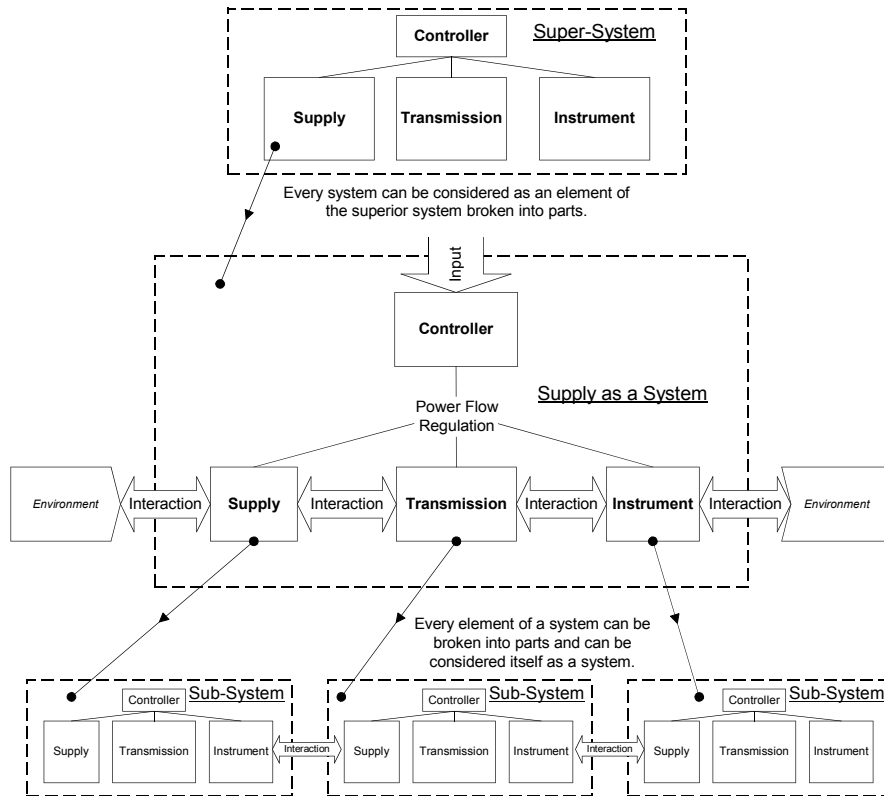 Super-System
Controller
Supply
Transmission
Instrument
Every system can be considered as an element of
the superior system broken into parts.
Input
Controller
Supply as a System
Power Flow
Regulation
Environment
Interaction
Supply
Interaction
Transmission
Interaction
Instrument
Interaction
Environment
Every element of a system can be
broken into parts and can be
considered itself as a system.
Sub-System
Controller
Supply
Transmission
Instrument
Interaction
Sub-System
Controller
Supply
Transmission
Instrument
Interaction
Sub-System
Controller
Supply
Transmission
Instrument